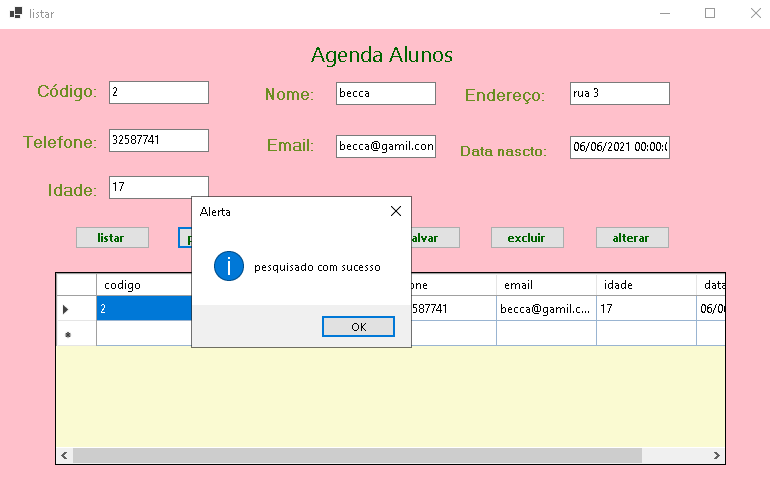 listar
Agenda Alunos
Código: 2 Nome: becca Endereço: rua 3
Telefone: 32587741 Email: becca@gamil.con Data nascto: 06/06/2021 00:00:0
Idade: 17
Alerta
pesquisado com sucesso
OK
listar p alvar excluir alterar
codigo one email idade data
2 587741 becca@gamil.c... 17 06/06